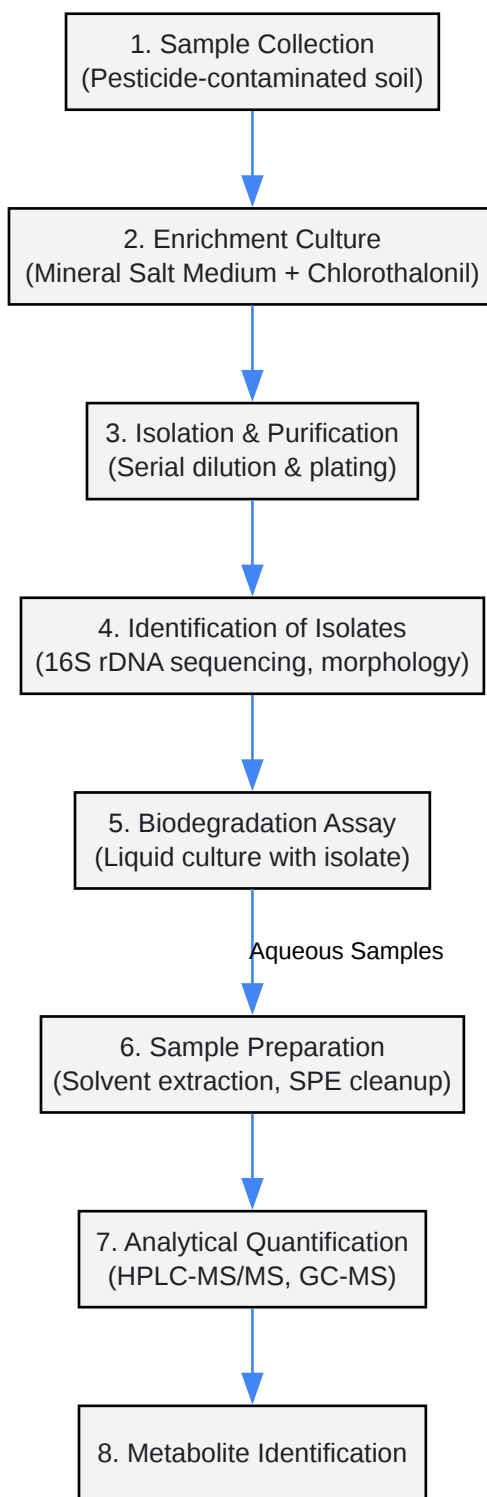 1. Sample Collection
(Pesticide-contaminated soil)
2. Enrichment Culture
(Mineral Salt Medium + Chlorothalonil)
3. Isolation & Purification
(Serial dilution & plating)
4. Identification of Isolates
(16S rDNA sequencing, morphology)
5. Biodegradation Assay
(Liquid culture with isolate)
Aqueous Samples
6. Sample Preparation
(Solvent extraction, SPE cleanup)
7. Analytical Quantification
(HPLC-MS/MS, GC-MS)
8. Metabolite Identification